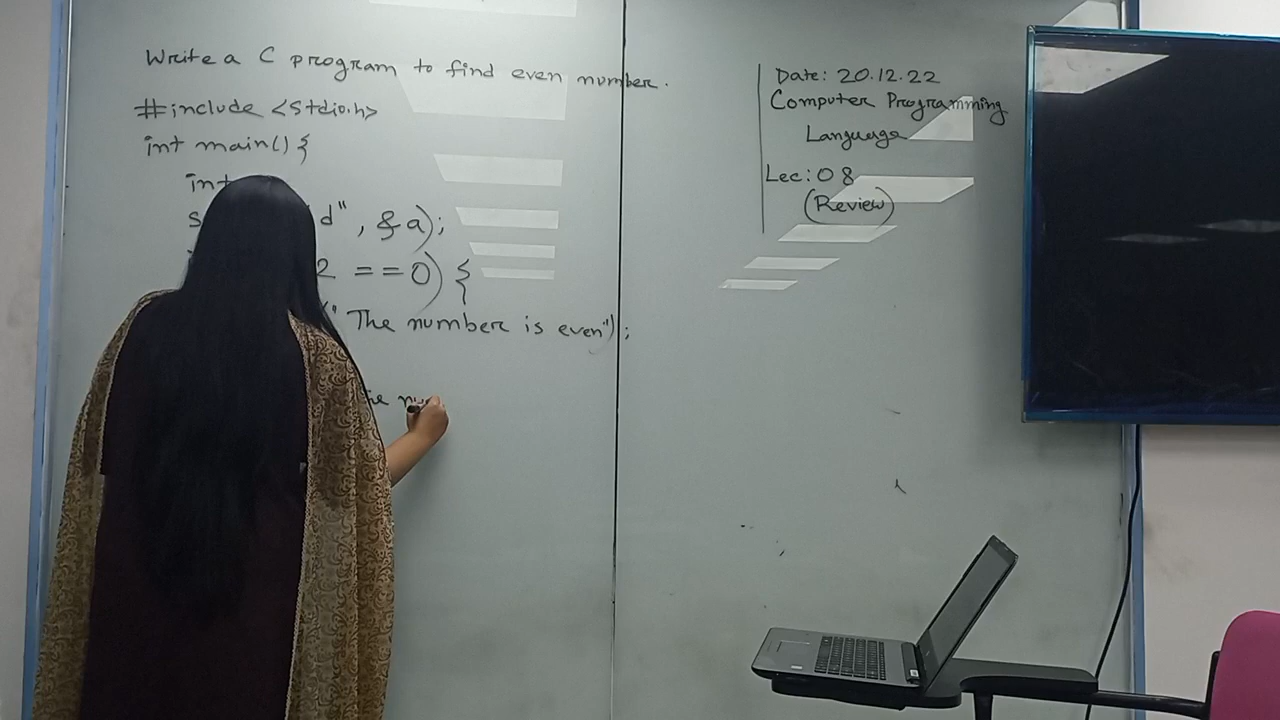 Write a C program to find even number.
#include <stdio.h>
int main() {
int
s d", &a);
2 == 0) {
(" The number is even");
Date: 20.12.22
Computer Programming
Language
Lec: 08
(Review)